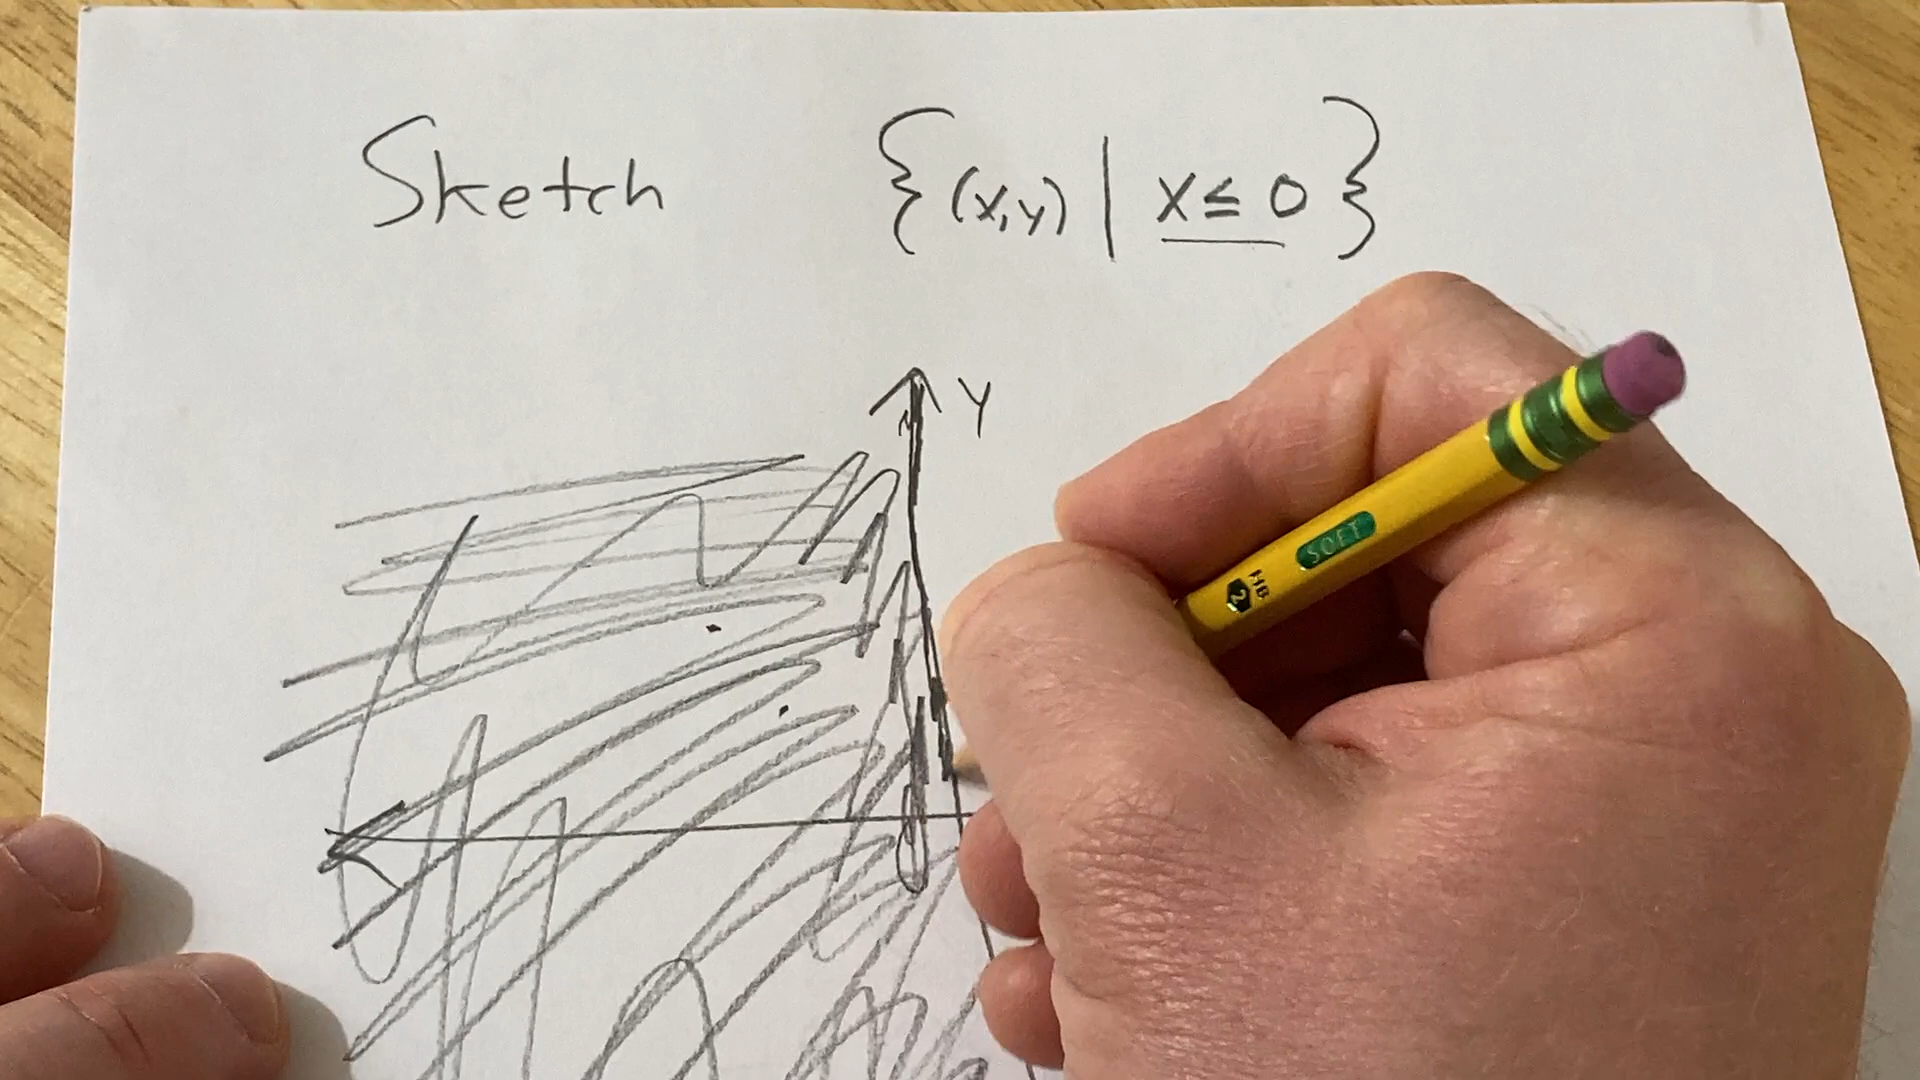 Sketch {(x,y) | x ≤ 0}
Y
SOFT
HB
2